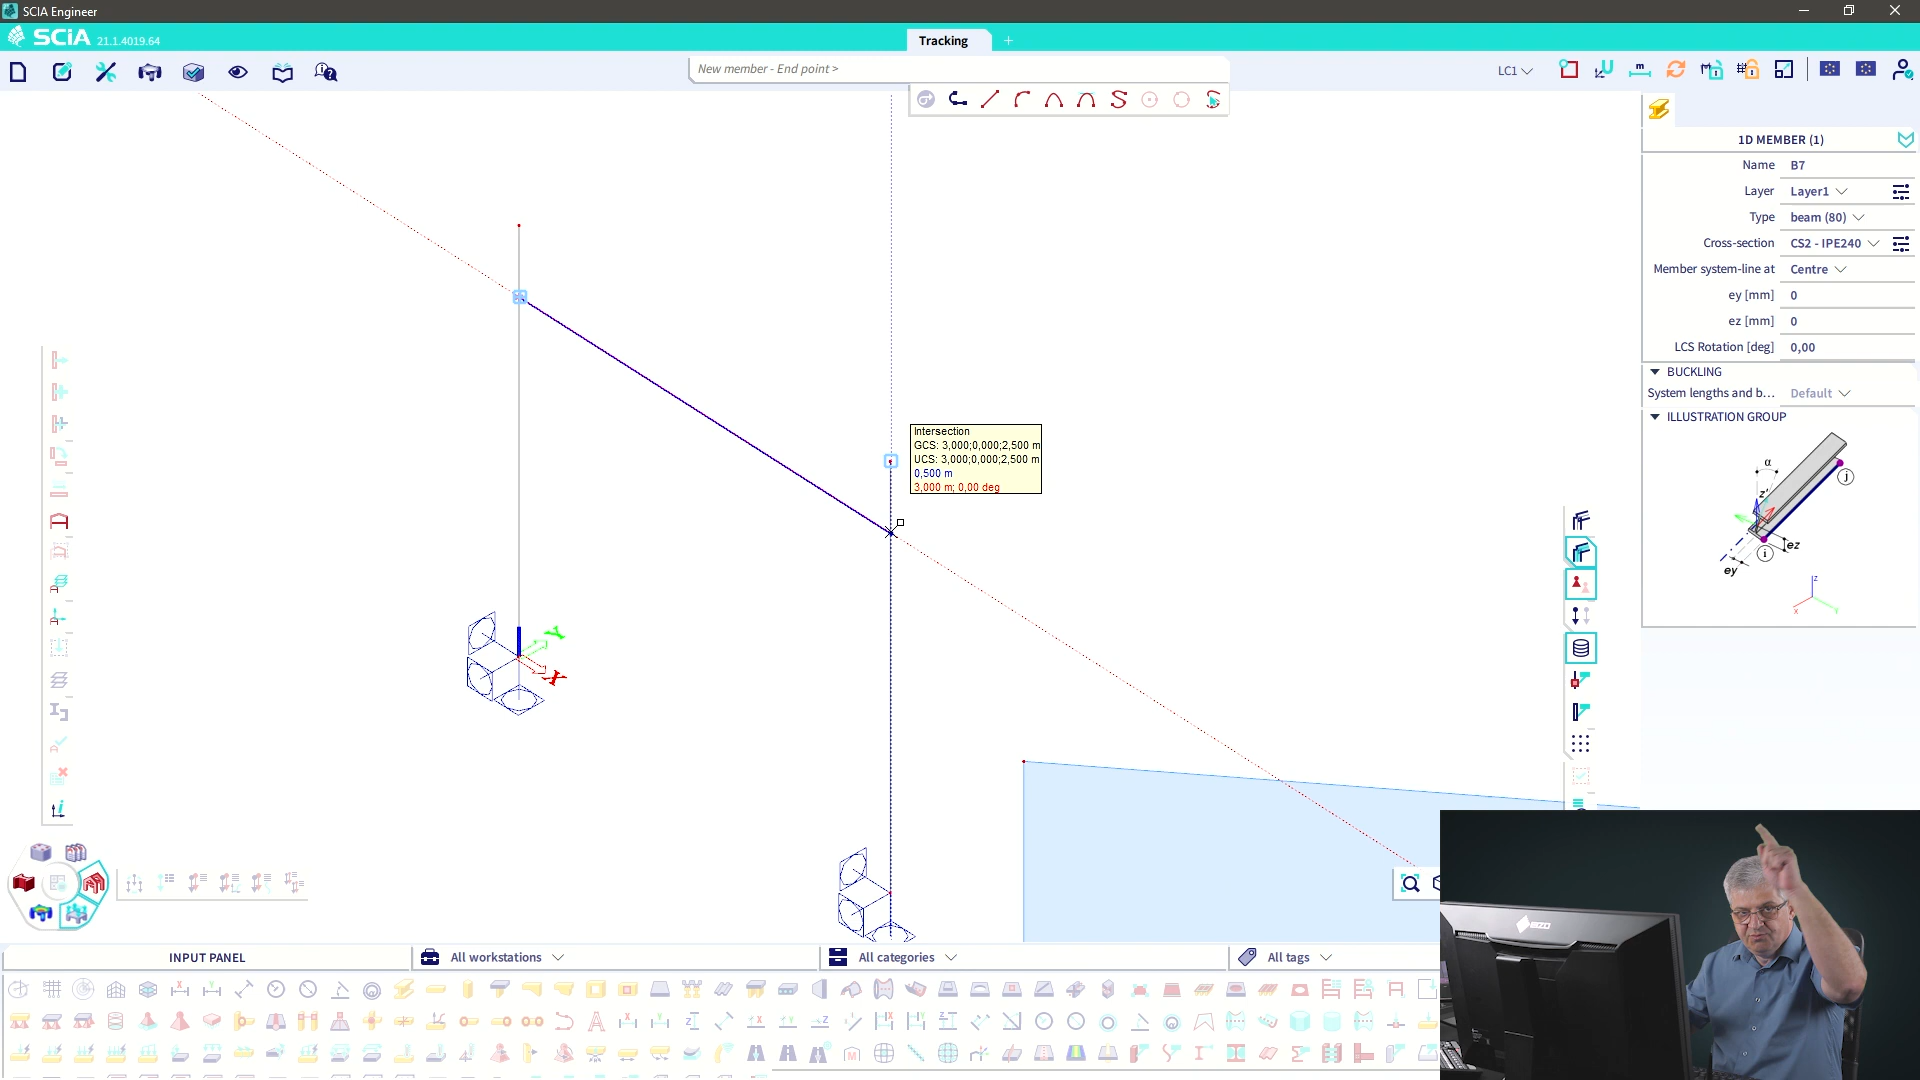 SCIA Engineer
SCiA 21.1.4019.64
Tracking
New member - End point >
LC1
1D MEMBER (1)
Name B7
Layer Layer1
Type beam (80)
Cross-section CS2 - IPE240
Member system-line at Centre
ey [mm] 0
ez [mm] 0
LCS Rotation [deg] 0,00
BUCKLING
System lengths and b... Default
ILLUSTRATION GROUP
α
z'
j
ez
i
ey
z
x
Y
Intersection
GCS: 3,000;0,000;2,500 m
UCS: 3,000;0,000;2,500 m
0,500 m
3,000 m; 0,00 deg
Y
X
EIZO
INPUT PANEL
All workstations
All categories
All tags